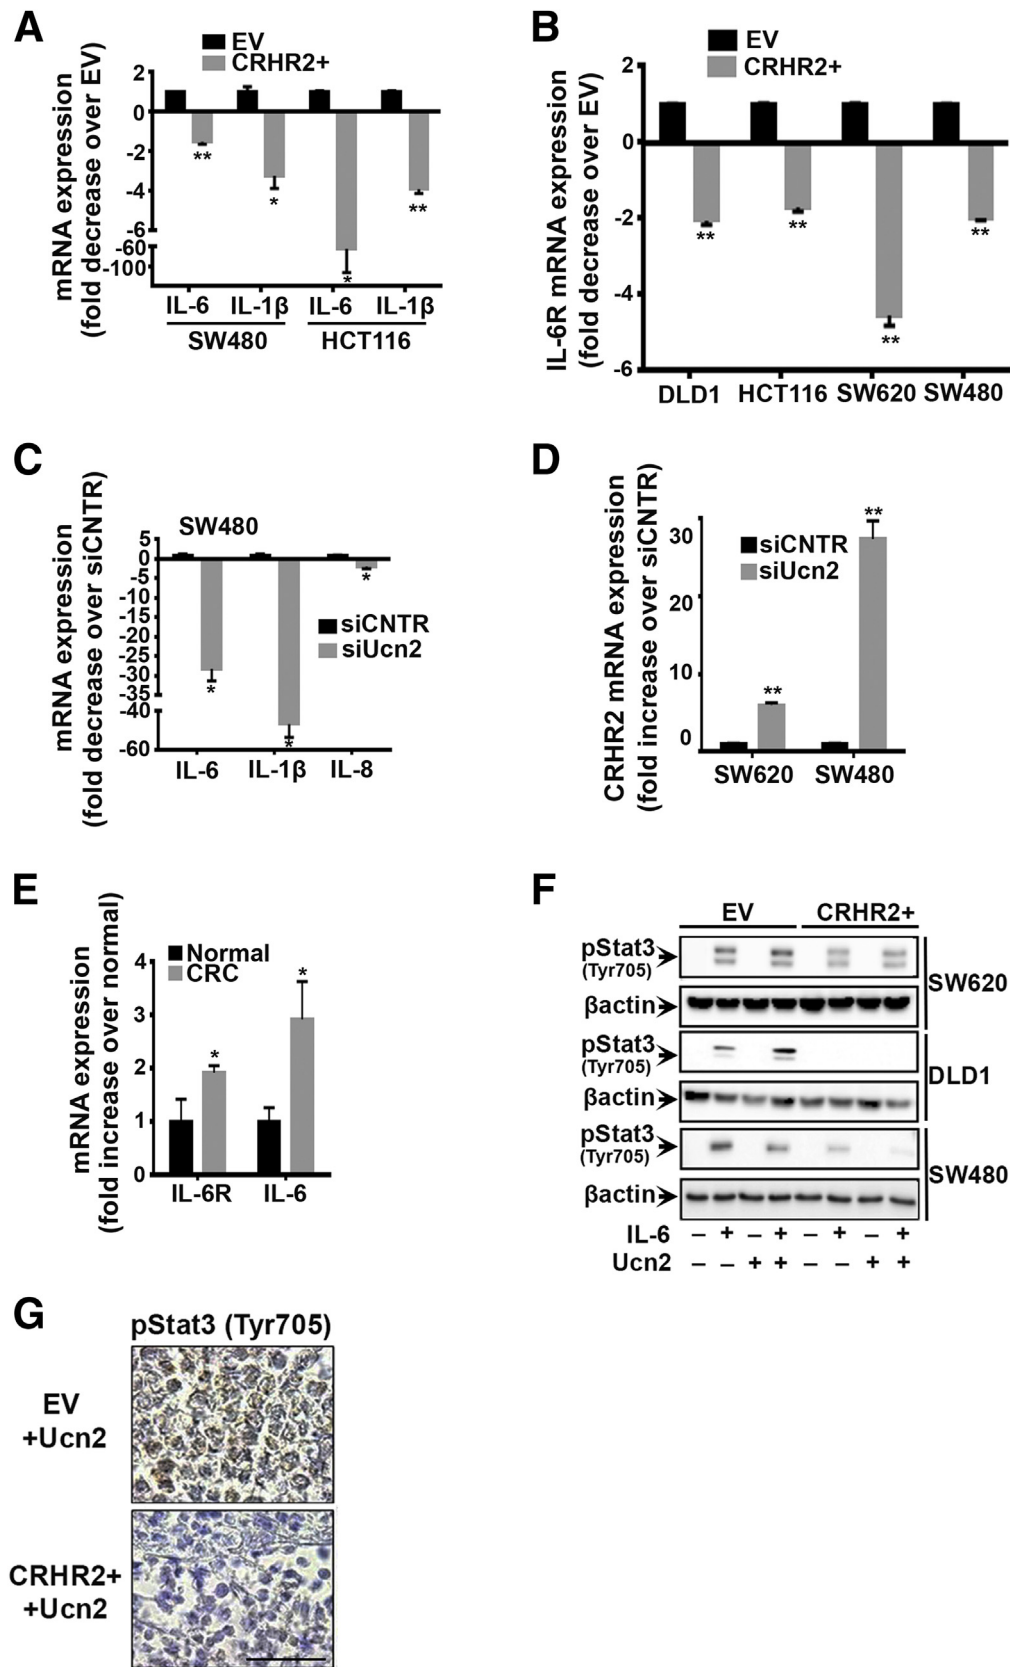 A
EV
CRHR2+
mRNA expression
(fold decrease over EV)
2
0
-2
-4
-6
-60
-100
** * * **
IL-6 IL-1β IL-6 IL-1β
SW480 HCT116
B
EV
CRHR2+
IL-6R mRNA expression
(fold decrease over EV)
2
0
-2
-4
-6
** ** ** **
DLD1 HCT116 SW620 SW480
C
SW480
mRNA expression
(fold decrease over siCNTR)
5
0
-5
-10
-15
-20
-25
-30
-35
-40
-60
siCNTR
siUcn2
* * *
IL-6 IL-1β IL-8
D
CRHR2 mRNA expression
(fold increase over siCNTR)
30
20
10
0
siCNTR
siUcn2
** **
SW620 SW480
E
mRNA expression
(fold increase over normal)
4
3
2
1
0
Normal
CRC
* *
IL-6R IL-6
F
EV CRHR2+
pStat3
(Tyr705)
βactin
SW620
pStat3
(Tyr705)
βactin
DLD1
pStat3
(Tyr705)
βactin
SW480
IL-6 – + – + – + – +
Ucn2 – – + + – – + +
G
pStat3 (Tyr705)
EV
+Ucn2
CRHR2+
+Ucn2